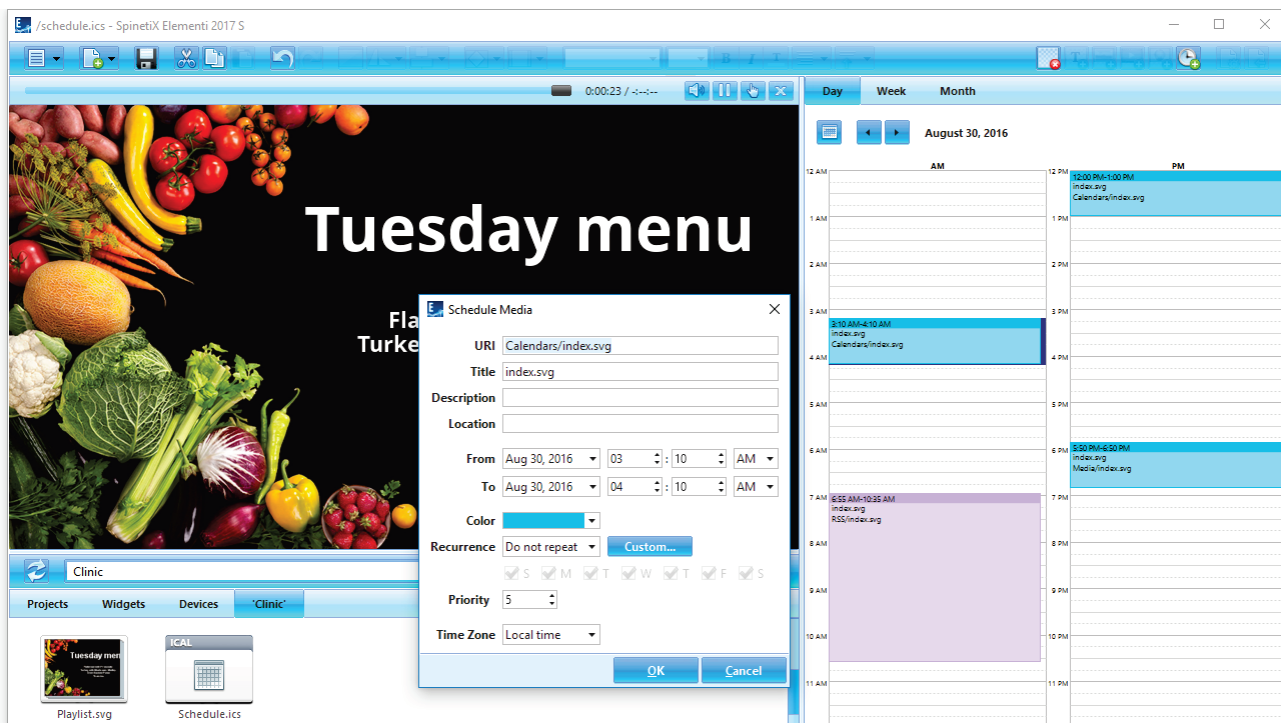 /schedule.ics - SpinetiX Elementi 2017 S
0:00:23 / -:--:--
Tuesday menu
Fla
Turke
Clinic
Projects Widgets Devices 'Clinic'
Tuesday men
Playlist.svg
ICAL
Schedule.ics
Schedule Media
URI Calendars/index.svg
Title index.svg
Description
Location
From Aug 30, 2016 03 : 10 AM
To Aug 30, 2016 04 : 10 AM
Color
Recurrence Do not repeat Custom...
S M T W T F S
Priority 5
Time Zone Local time
OK Cancel
Day Week Month
August 30, 2016
AM
12 AM
1 AM
2 AM
3 AM
3:10 AM-4:10 AM
index.svg
Calendars/index.svg
4 AM
5 AM
6 AM
7 AM
6:55 AM-10:35 AM
index.svg
RSS/index.svg
8 AM
9 AM
10 AM
11 AM
PM
12 PM
12:00 PM-1:00 PM
index.svg
Calendars/index.svg
1 PM
2 PM
3 PM
4 PM
5 PM
6 PM
5:50 PM-6:50 PM
index.svg
Media/index.svg
7 PM
8 PM
9 PM
10 PM
11 PM